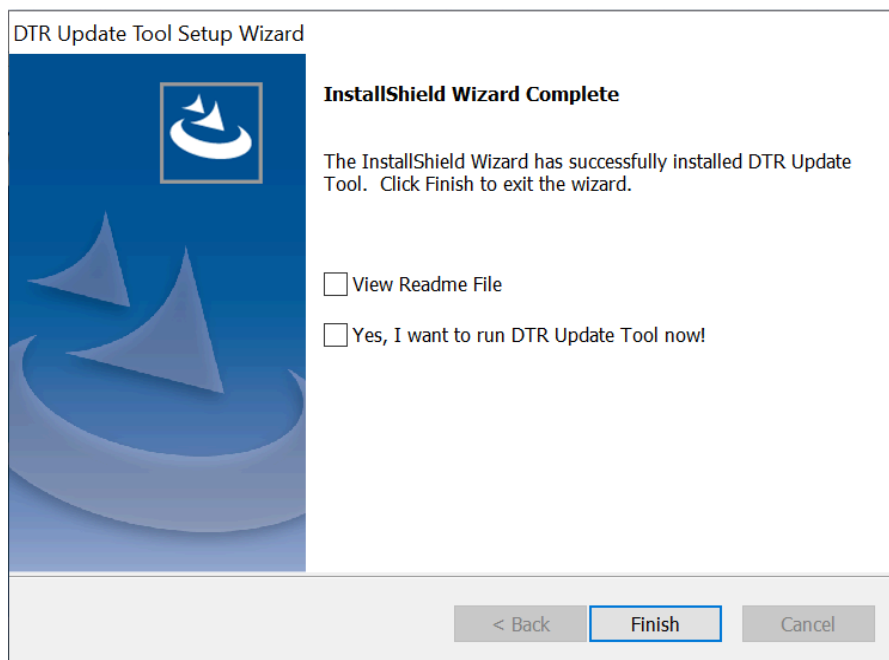 DTR Update Tool Setup Wizard
InstallShield Wizard Complete
The InstallShield Wizard has successfully installed DTR Update
Tool.  Click Finish to exit the wizard.
View Readme File
Yes, I want to run DTR Update Tool now!
< Back
Finish
Cancel